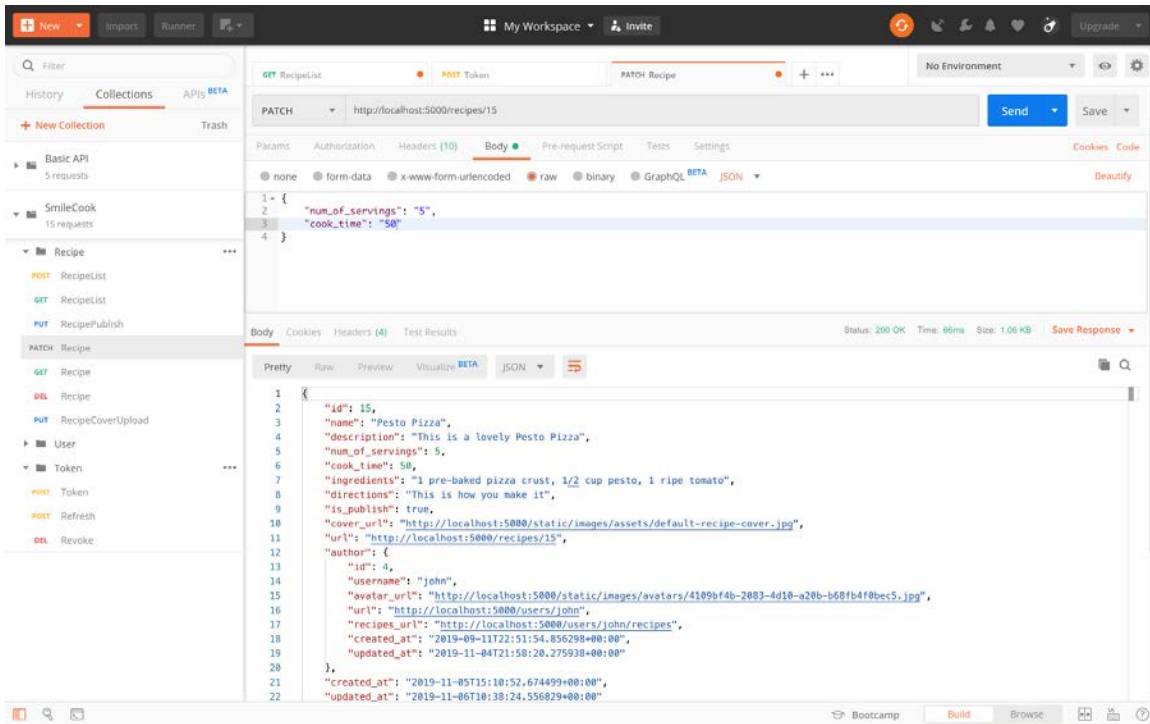 New Import Runner My Workspace Invite Upgrade
Filter
History Collections APIs BETA
+ New Collection Trash
Basic API
5 requests
SmileCook
15 requests
Recipe
POST RecipeList
GET RecipeList
PUT RecipePublish
PATCH Recipe
GET Recipe
DEL Recipe
PUT RecipeCoverUpload
User
Token
POST Token
POST Refresh
DEL Revoke
GET RecipeList POST Token PATCH Recipe + ••• No Environment
PATCH http://localhost:5000/recipes/15 Send Save
Params Authorization Headers (10) Body Pre-request Script Tests Settings Cookies Code
none form-data x-www-form-urlencoded raw binary GraphQL BETA JSON Beautify
1 {
2 "num_of_servings": "5",
3 "cook_time": "50"
4 }
Body Cookies Headers (4) Test Results Status: 200 OK Time: 66ms Size: 1.06 KB Save Response
Pretty Raw Preview Visualize BETA JSON
1 {
2 "id": 15,
3 "name": "Pesto Pizza",
4 "description": "This is a lovely Pesto Pizza",
5 "num_of_servings": 5,
6 "cook_time": 50,
7 "ingredients": "1 pre-baked pizza crust, 1/2 cup pesto, 1 ripe tomato",
8 "directions": "This is how you make it",
9 "is_publish": true,
10 "cover_url": "http://localhost:5000/static/images/assets/default-recipe-cover.jpg",
11 "url": "http://localhost:5000/recipes/15",
12 "author": {
13 "id": 4,
14 "username": "john",
15 "avatar_url": "http://localhost:5000/static/images/avatars/4109bf4b-2083-4d10-a20b-b68fb4f0bec5.jpg",
16 "url": "http://localhost:5000/users/john",
17 "recipes_url": "http://localhost:5000/users/john/recipes",
18 "created_at": "2019-09-11T22:51:54.856298+00:00",
19 "updated_at": "2019-11-04T21:58:20.275938+00:00"
20 },
21 "created_at": "2019-11-05T15:10:52.674499+00:00",
22 "updated_at": "2019-11-06T10:38:24.556829+00:00"
Bootcamp Build Browse